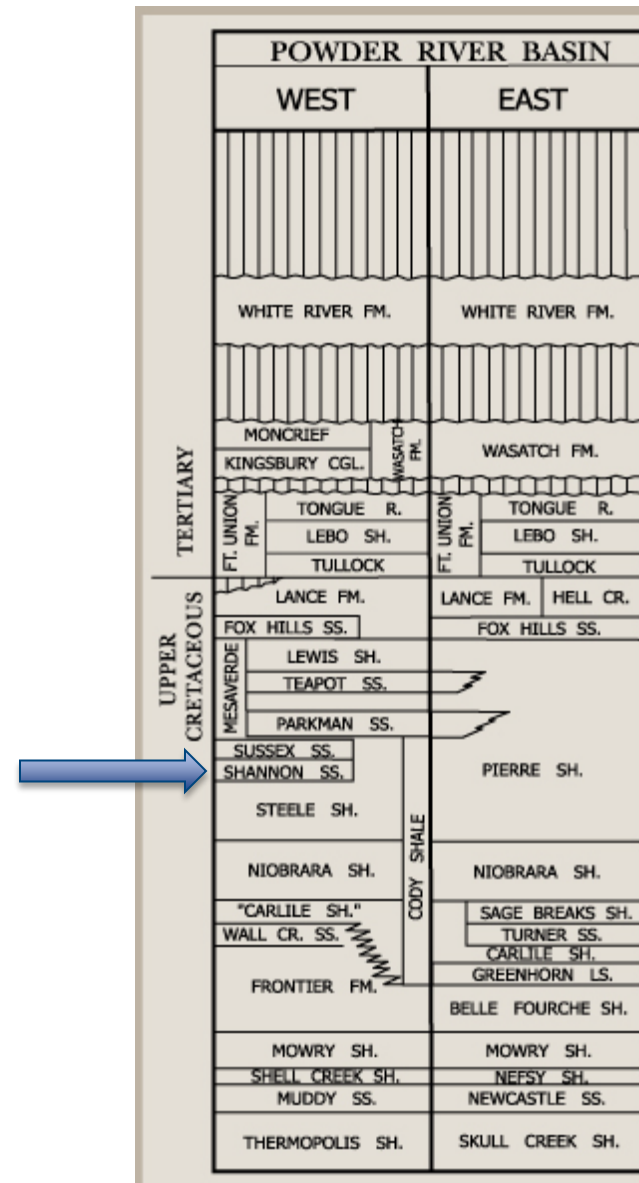 POWDER RIVER BASIN
WEST
EAST
WHITE RIVER FM.
WHITE RIVER FM.
TERTIARY
MONCRIEF
KINGSBURY CGL.
WASATCH
FM.
WASATCH FM.
FT. UNION
FM.
TONGUE R.
LEBO SH.
TULLOCK
FT. UNION
FM.
TONGUE R.
LEBO SH.
TULLOCK
UPPER
CRETACEOUS
LANCE FM.
LANCE FM.
HELL CR.
FOX HILLS SS.
FOX HILLS SS.
MESAVERDE
LEWIS SH.
TEAPOT SS.
PARKMAN SS.
SUSSEX SS.
SHANNON SS.
STEELE SH.
PIERRE SH.
CODY SHALE
NIOBRARA SH.
NIOBRARA SH.
"CARLILE SH."
WALL CR. SS.
SAGE BREAKS SH.
TURNER SS.
CARLILE SH.
GREENHORN LS.
FRONTIER FM.
BELLE FOURCHE SH.
MOWRY SH.
MOWRY SH.
SHELL CREEK SH.
NEFSY SH.
MUDDY SS.
NEWCASTLE SS.
THERMOPOLIS SH.
SKULL CREEK SH.